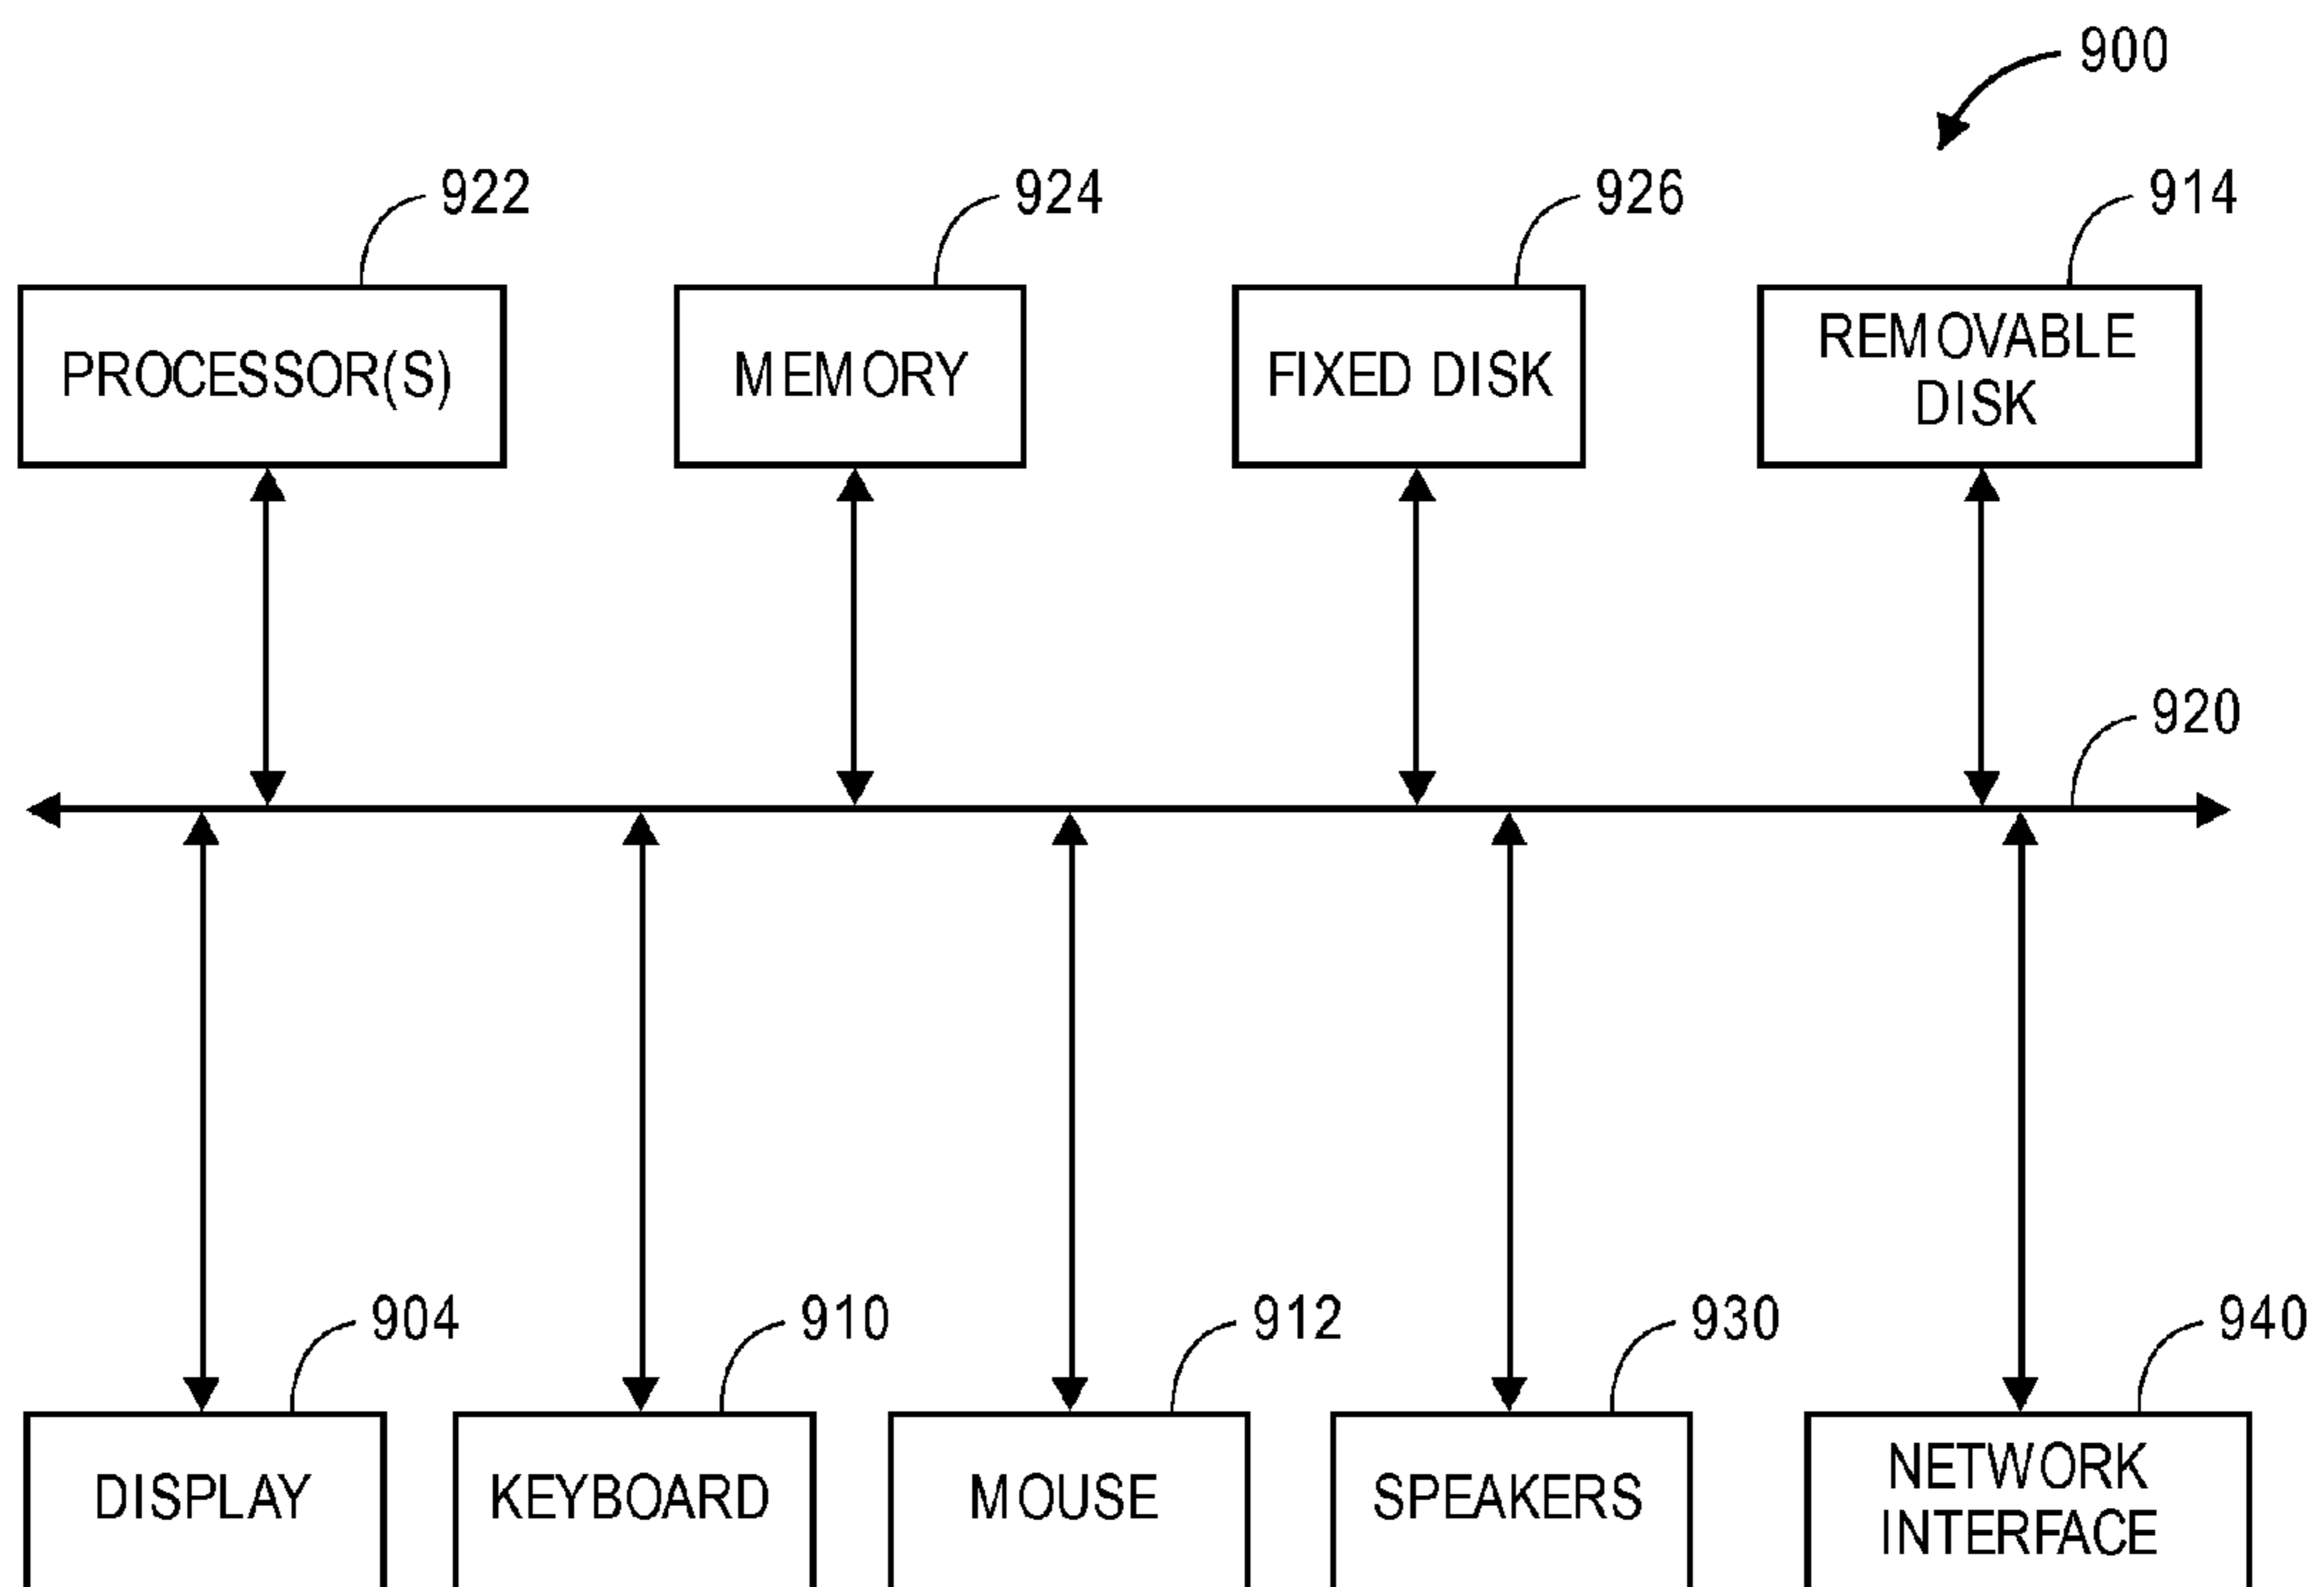 900
922
924
926
914
PROCESSOR(S)
MEMORY
FIXED DISK
REMOVABLE
DISK
920
904
910
912
930
940
DISPLAY
KEYBOARD
MOUSE
SPEAKERS
NETWORK
INTERFACE